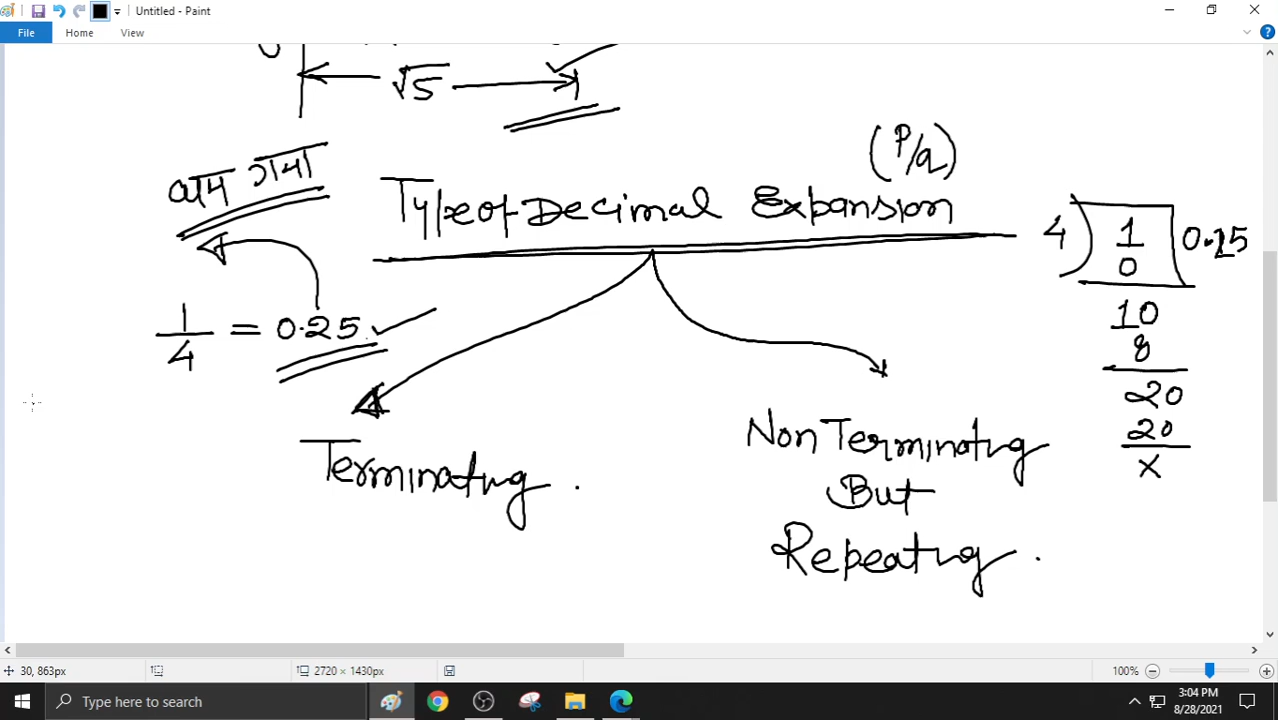 Untitled - Paint
File Home View
√5
(P/q)
थम गया
Type of Decimal Expansion
4 ) 1 ( 0.25
0
10
8
20
20
x
1/4 = 0.25
Terminating .
Non Terminating
But
Repeating .
30, 863px
2720 × 1430px
100%
Type here to search
3:04 PM
8/28/2021